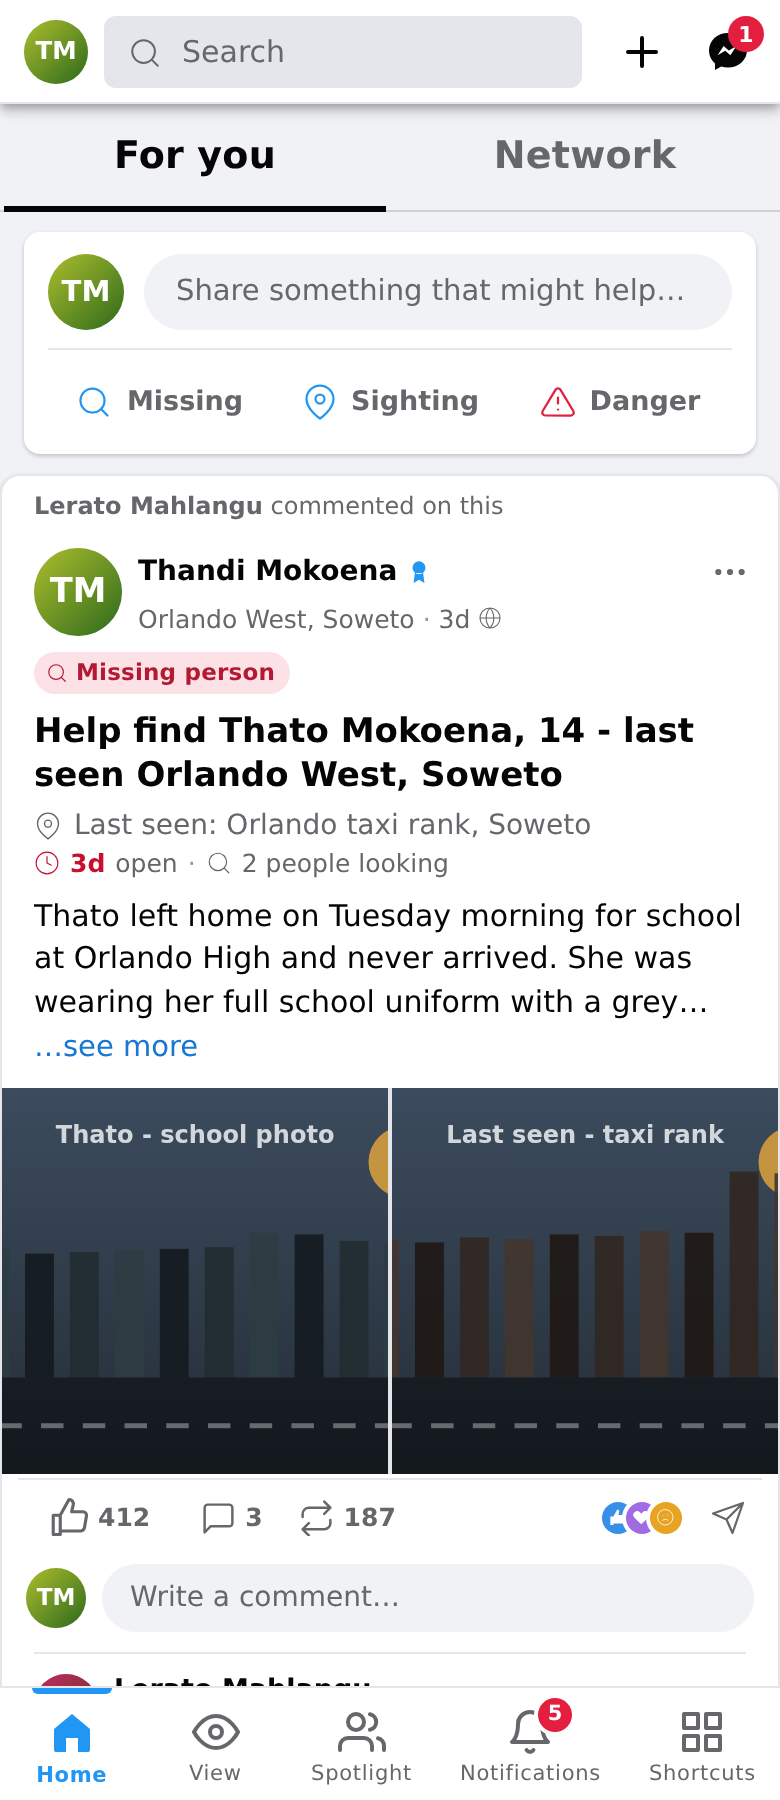 TM
Search
1
For you
Network
TM
Share something that might help...
Missing
Sighting
Danger
Lerato Mahlangu commented on this
TM
Thandi Mokoena
Orlando West, Soweto · 3d
Missing person
Help find Thato Mokoena, 14 - last
seen Orlando West, Soweto
Last seen: Orlando taxi rank, Soweto
3d open · 2 people looking
Thato left home on Tuesday morning for school
at Orlando High and never arrived. She was
wearing her full school uniform with a grey...
...see more
Thato - school photo
Last seen - taxi rank
412
3
187
TM
Write a comment...
Lerato Mahlangu
Home
View
Spotlight
5
Notifications
Shortcuts